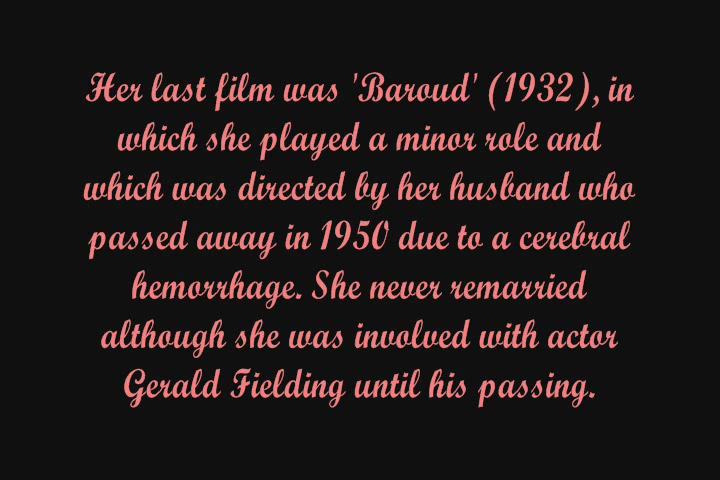 Her last film was 'Baroud' (1932), in
which she played a minor role and
which was directed by her husband who
passed away in 1950 due to a cerebral
hemorrhage. She never remarried
although she was involved with actor
Gerald Fielding until his passing.